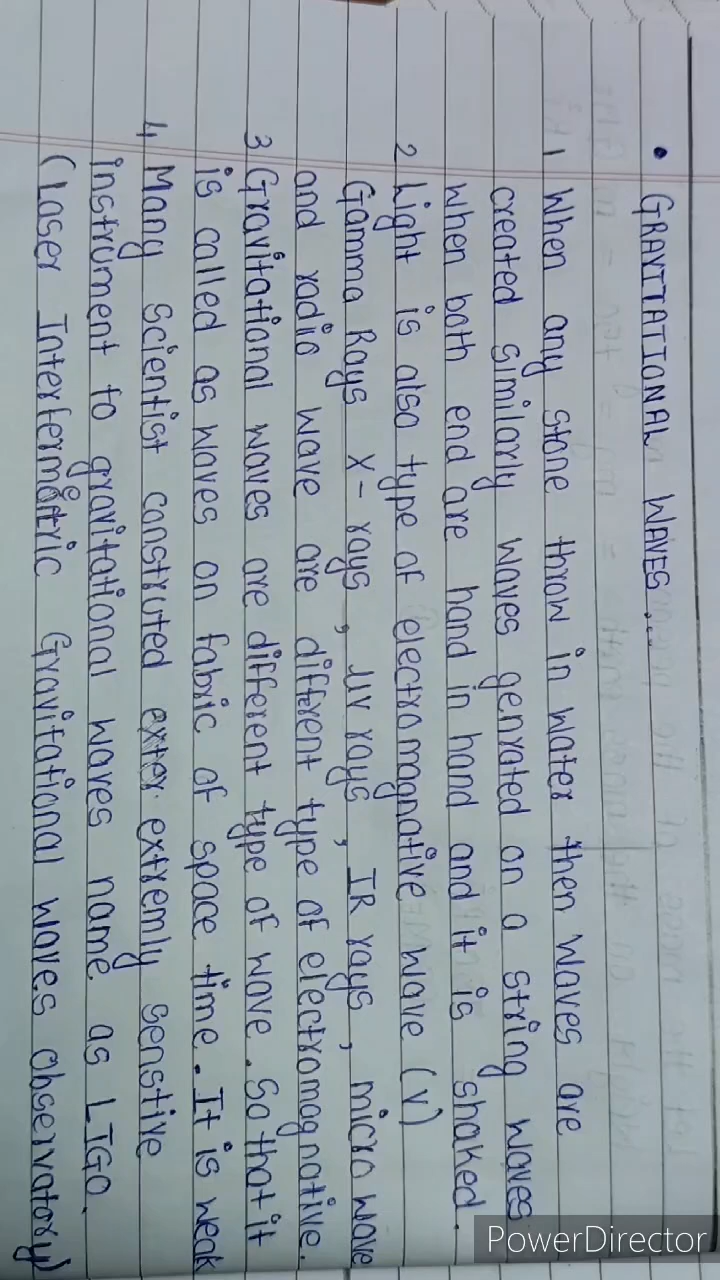 • GRAVITATIONAL WAVES...
1 When any stone throw in water then waves are
created similarly waves genrated on a string waves
when both end are hand in hand and it is shaked.
2 Light is also type of electromagnative wave (v)
Gamma Rays X-rays, UV rays, IR rays, micro wave
and radio wave are diffrent type of electromagnative.
3 Gravitational waves are different type of wave. So that it
is called as waves on fabric of space time. It is weak
4 Many Scientist constructed exter extremly senstive
instrument to gravitational waves name as LIGO.
(Laser Interfermetric Gravitational waves observatory)
PowerDirector